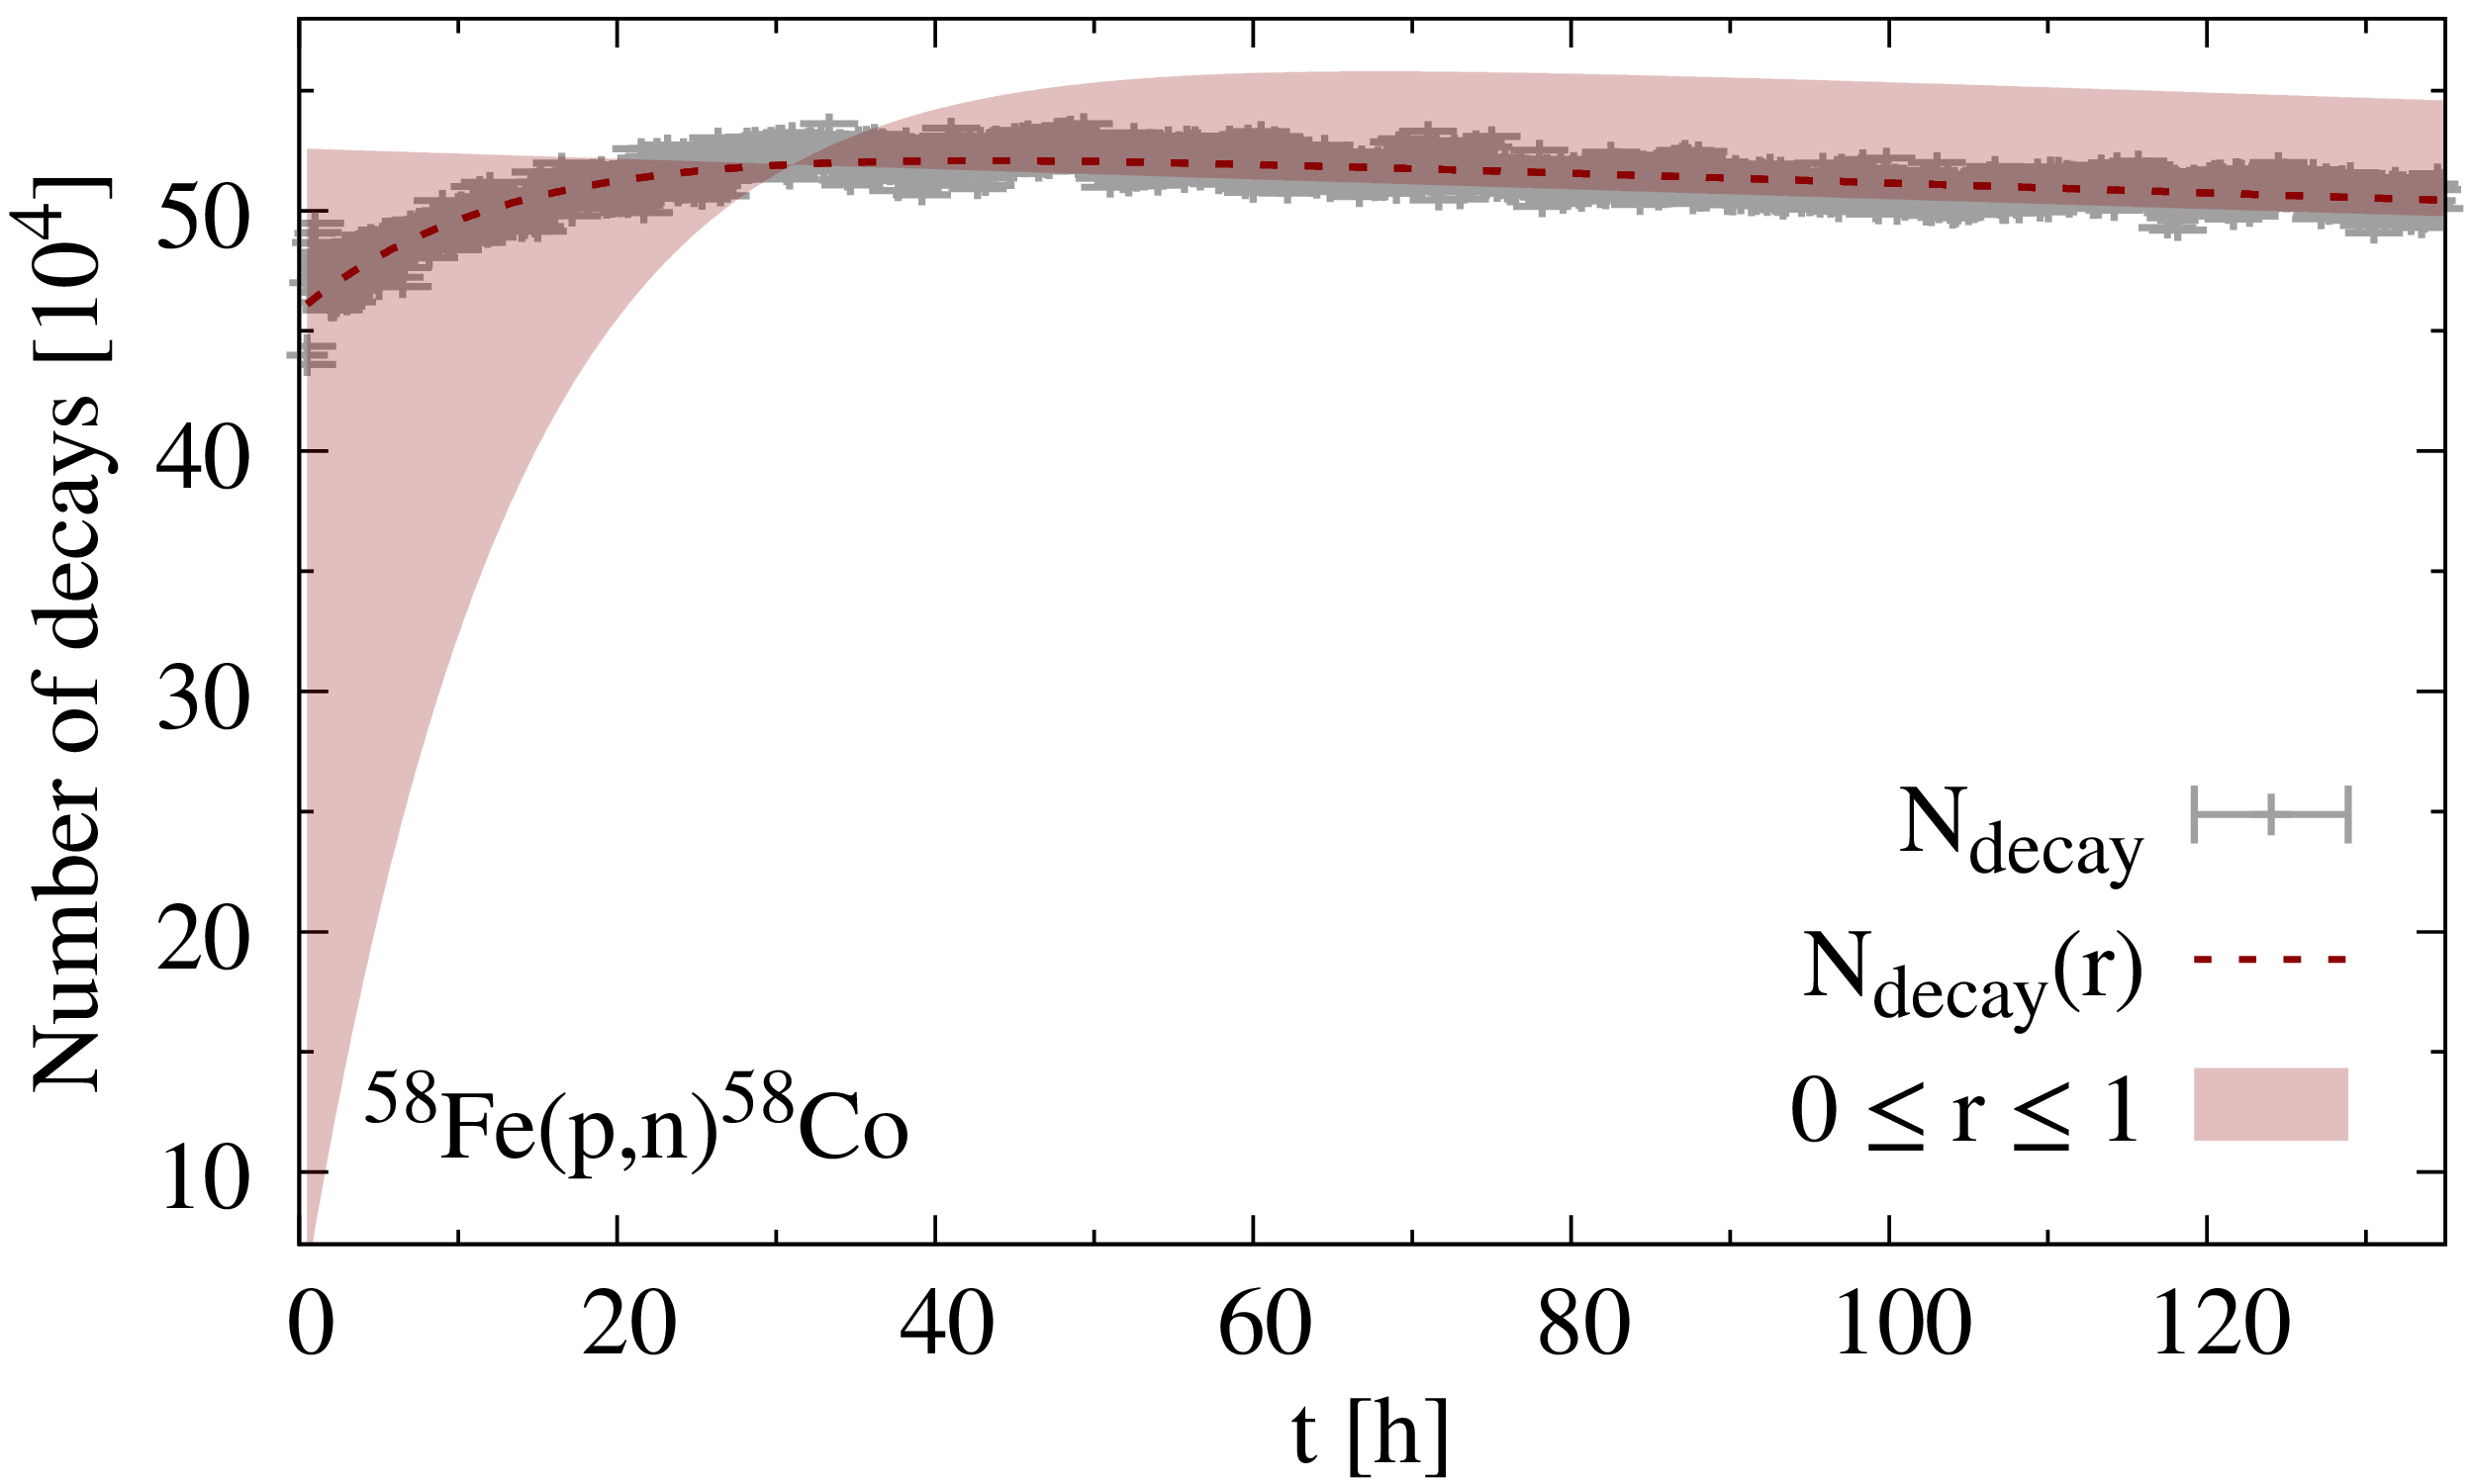 Number of decays [10⁴]
50
40
30
20
10
N_decay
N_decay(r)
0 ≤ r ≤ 1
⁵⁸Fe(p,n)⁵⁸Co
0 20 40 60 80 100 120
t [h]